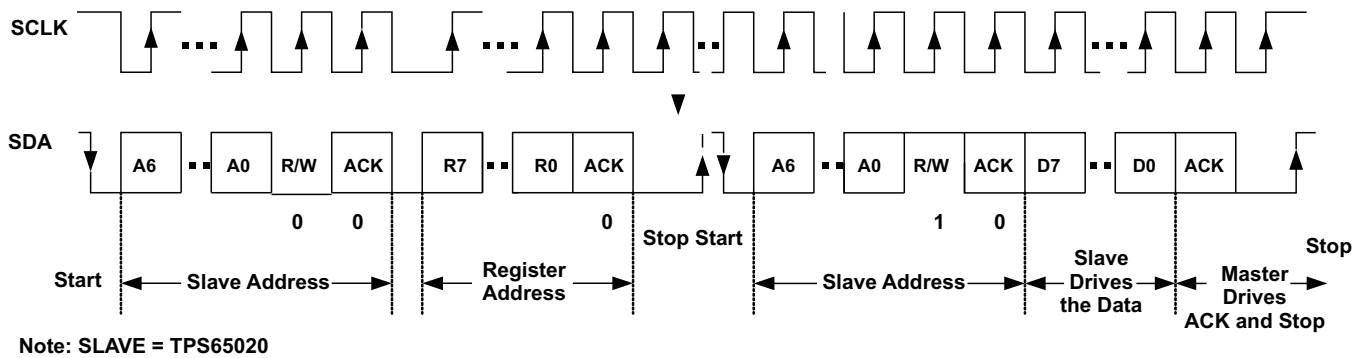 SCLK
SDA
A6 A0 R/W ACK R7 R0 ACK A6 A0 R/W ACK D7 D0 ACK
0 0 0 1 0
Stop Start
Stop
Start
Slave Address
Register
Address
Slave Address
Slave
Drives
the Data
Master
Drives
ACK and Stop
Note: SLAVE = TPS65020